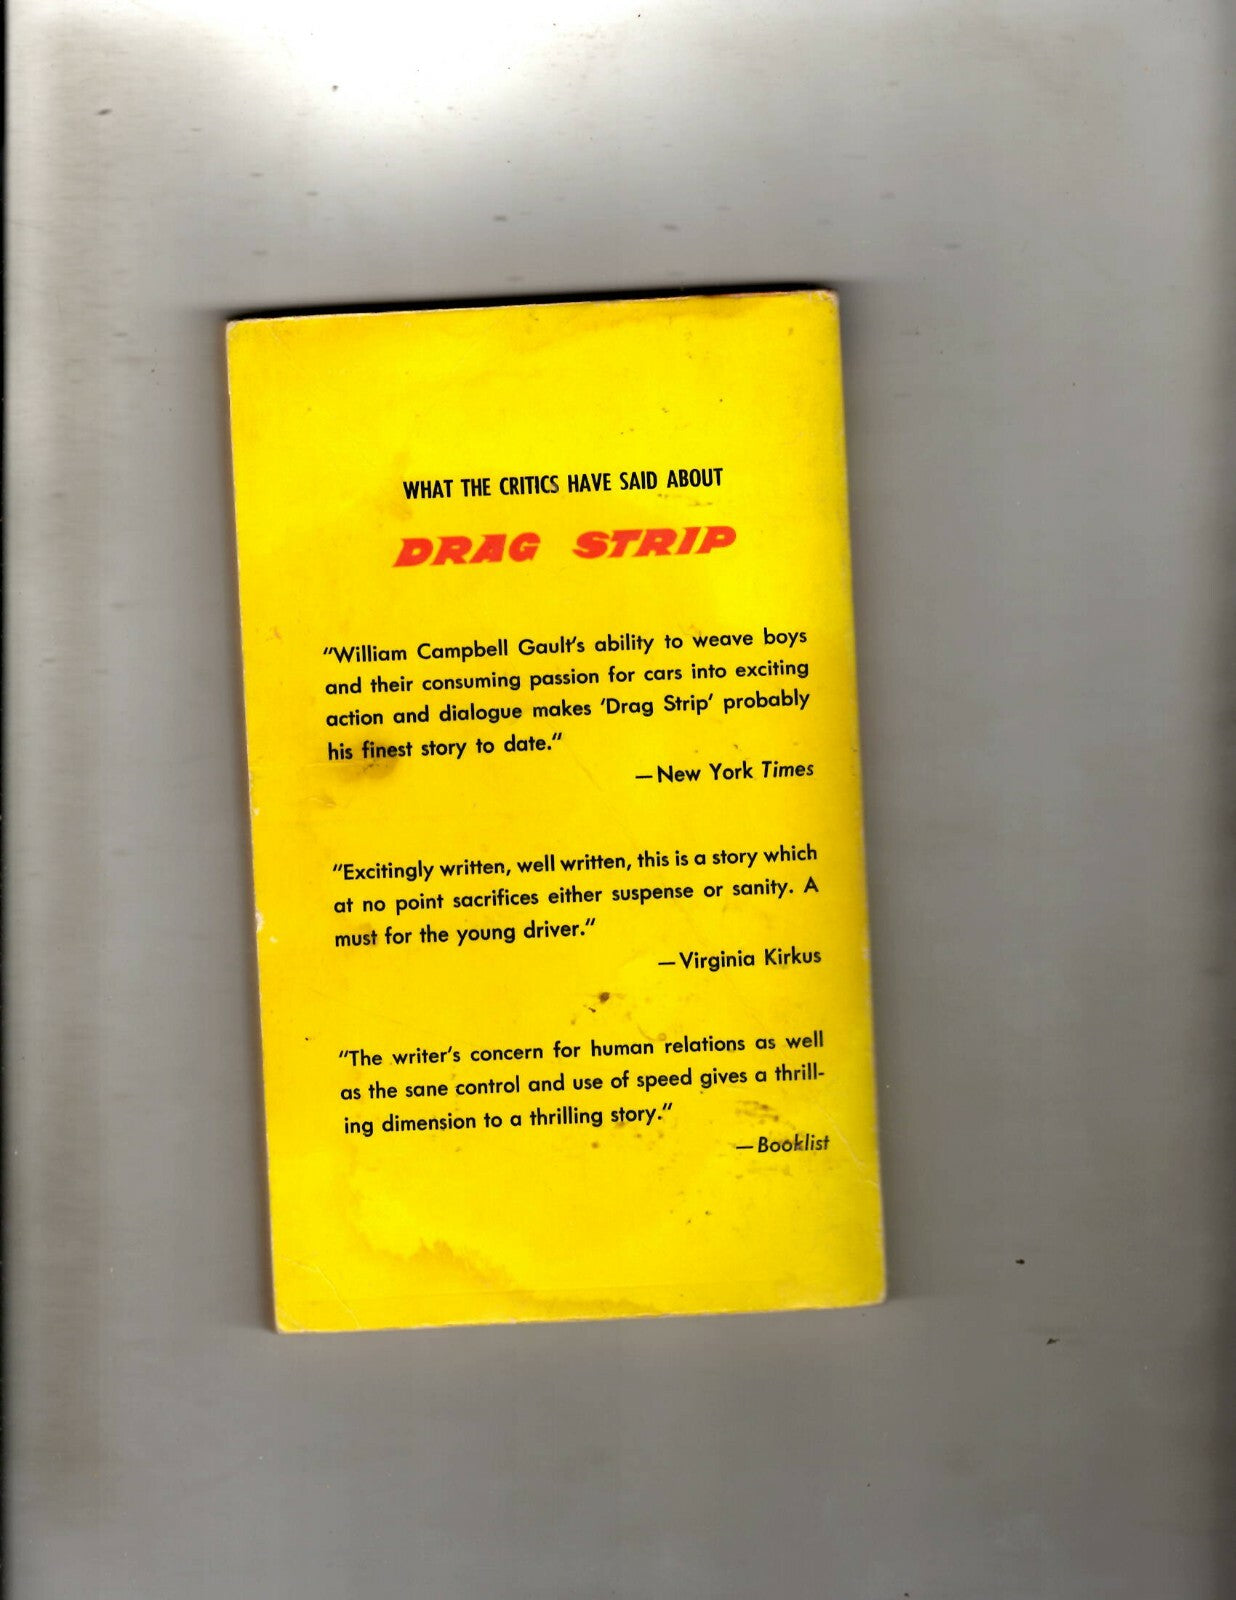 WHAT THE CRITICS HAVE SAID ABOUT
DRAG STRIP
"William Campbell Gault's ability to weave boys
and their consuming passion for cars into exciting
action and dialogue makes 'Drag Strip' probably
his finest story to date."
—New York Times
"Excitingly written, well written, this is a story which
at no point sacrifices either suspense or sanity. A
must for the young driver."
—Virginia Kirkus
"The writer's concern for human relations as well
as the sane control and use of speed gives a thrill-
ing dimension to a thrilling story."
—Booklist